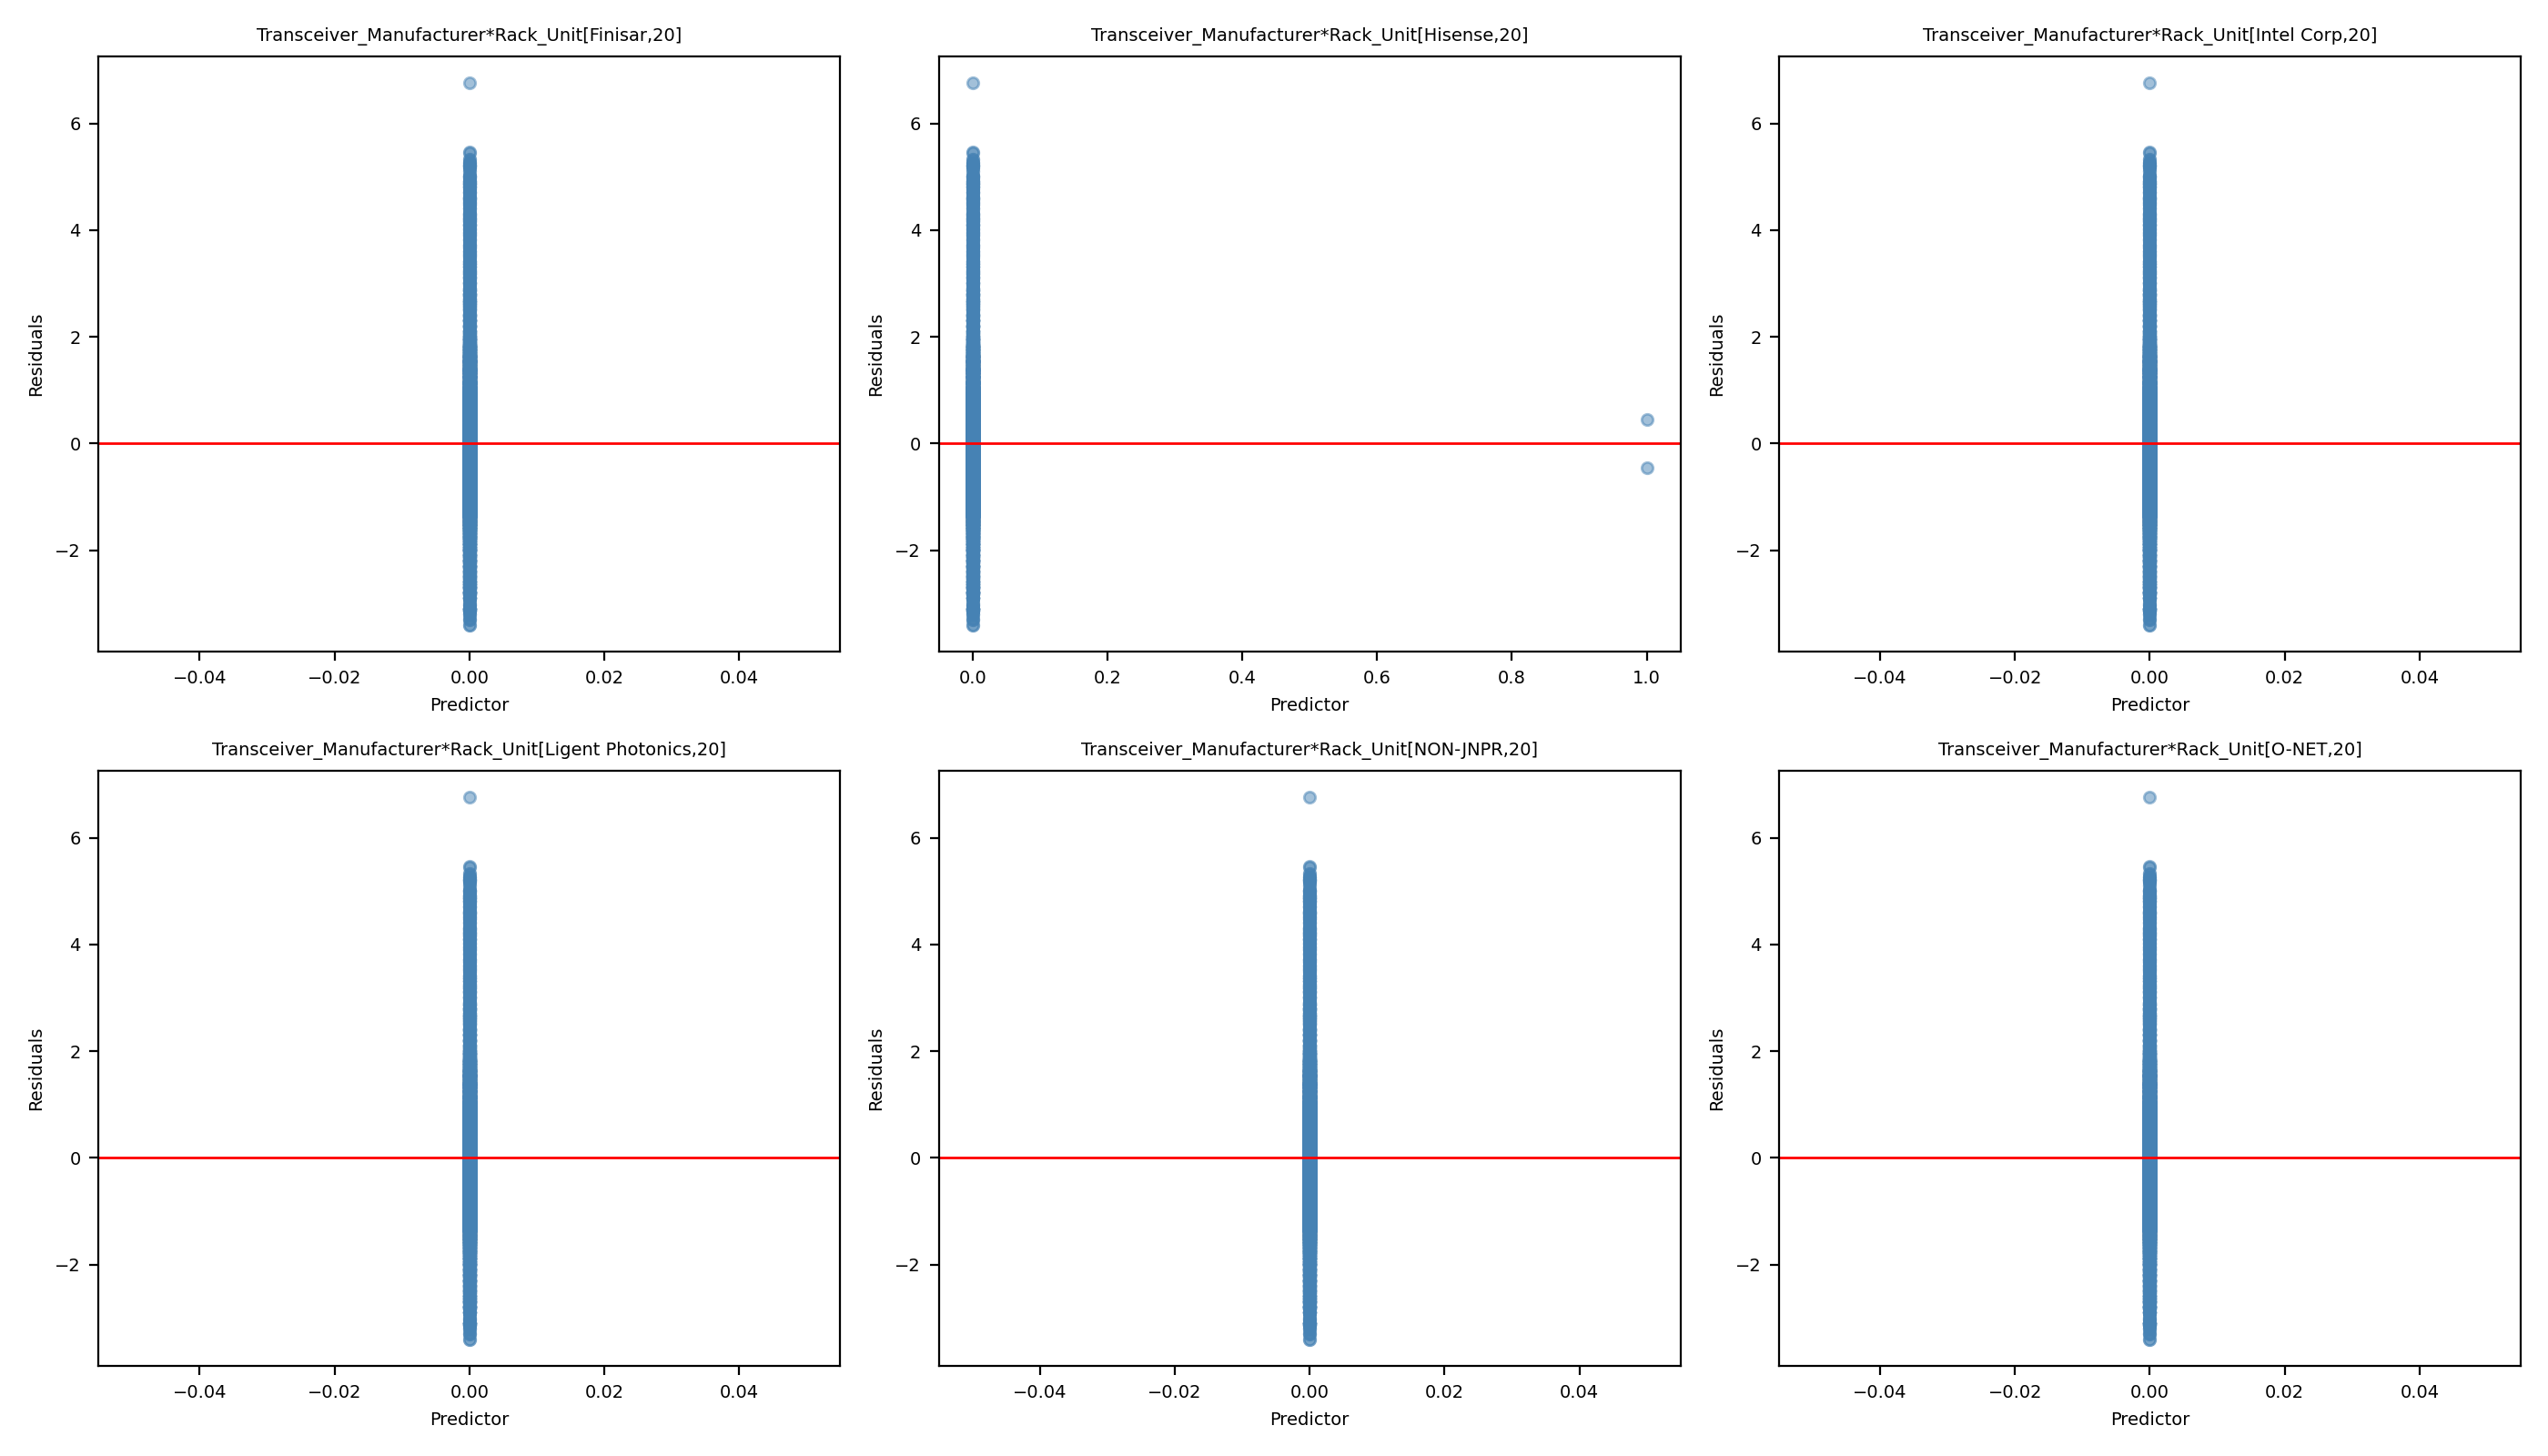 Transceiver_Manufacturer*Rack_Unit[Finisar,20]
Residuals
6
4
2
0
−2
−0.04 −0.02 0.00 0.02 0.04
Predictor
Transceiver_Manufacturer*Rack_Unit[Hisense,20]
Residuals
6
4
2
0
−2
0.0 0.2 0.4 0.6 0.8 1.0
Predictor
Transceiver_Manufacturer*Rack_Unit[Intel Corp,20]
Residuals
6
4
2
0
−2
−0.04 −0.02 0.00 0.02 0.04
Predictor
Transceiver_Manufacturer*Rack_Unit[Ligent Photonics,20]
Residuals
6
4
2
0
−2
−0.04 −0.02 0.00 0.02 0.04
Predictor
Transceiver_Manufacturer*Rack_Unit[NON-JNPR,20]
Residuals
6
4
2
0
−2
−0.04 −0.02 0.00 0.02 0.04
Predictor
Transceiver_Manufacturer*Rack_Unit[O-NET,20]
Residuals
6
4
2
0
−2
−0.04 −0.02 0.00 0.02 0.04
Predictor